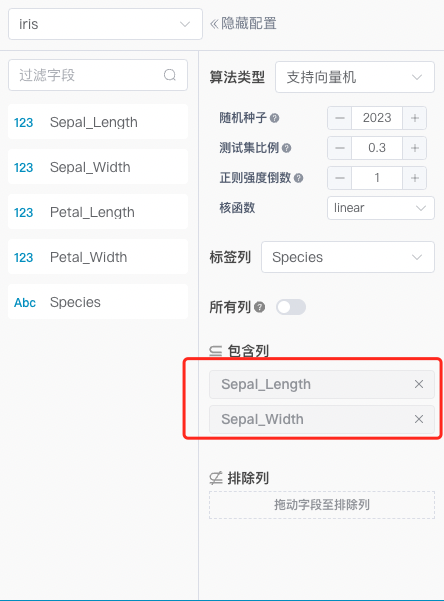 iris
隐藏配置
过滤字段
123 Sepal_Length
123 Sepal_Width
123 Petal_Length
123 Petal_Width
Abc Species
算法类型 支持向量机
随机种子 2023
测试集比例 0.3
正则强度倒数 1
核函数 linear
标签列 Species
所有列
包含列
Sepal_Length
Sepal_Width
排除列
拖动字段至排除列